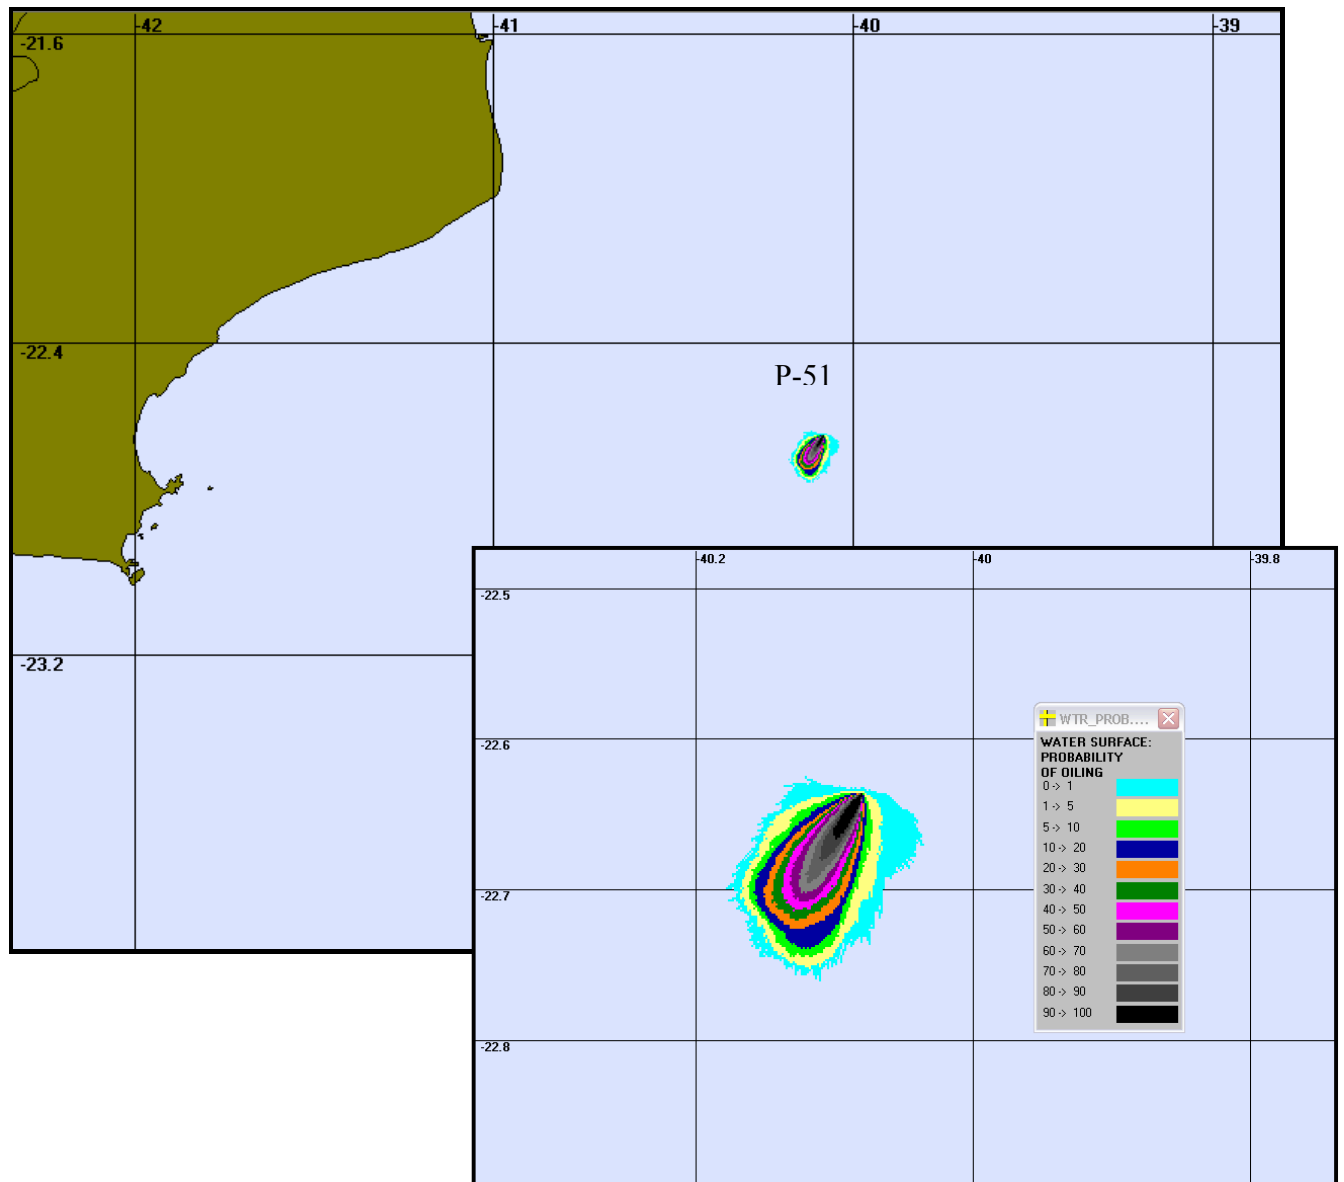 -42
-41
-40
-39
-21.6
-22.4
P-51
-23.2
-40.2
-40
-39.8
-22.5
-22.6
WTR_PROB....
WATER SURFACE:
PROBABILITY
OF OILING
0 -> 1
1 -> 5
5 -> 10
10 -> 20
20 -> 30
30 -> 40
40 -> 50
50 -> 60
60 -> 70
70 -> 80
80 -> 90
90 -> 100
-22.7
-22.8